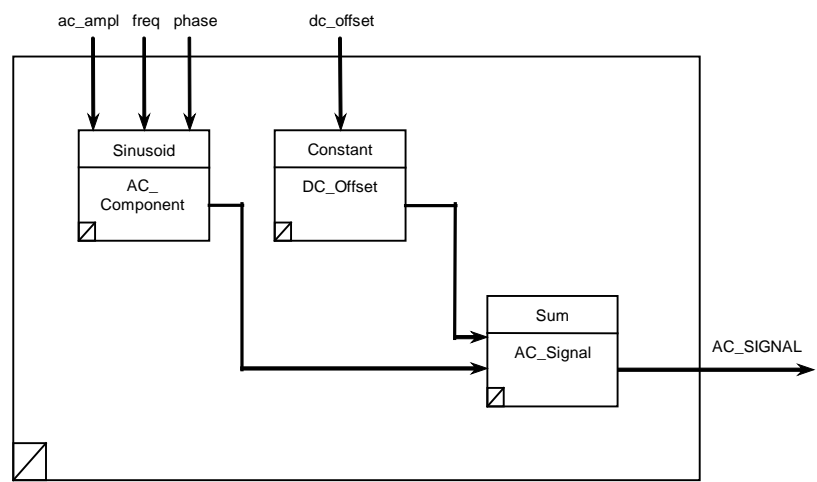 ac_ampl freq phase dc_offset
Sinusoid
AC_
Component
Constant
DC_Offset
Sum
AC_Signal
AC_SIGNAL